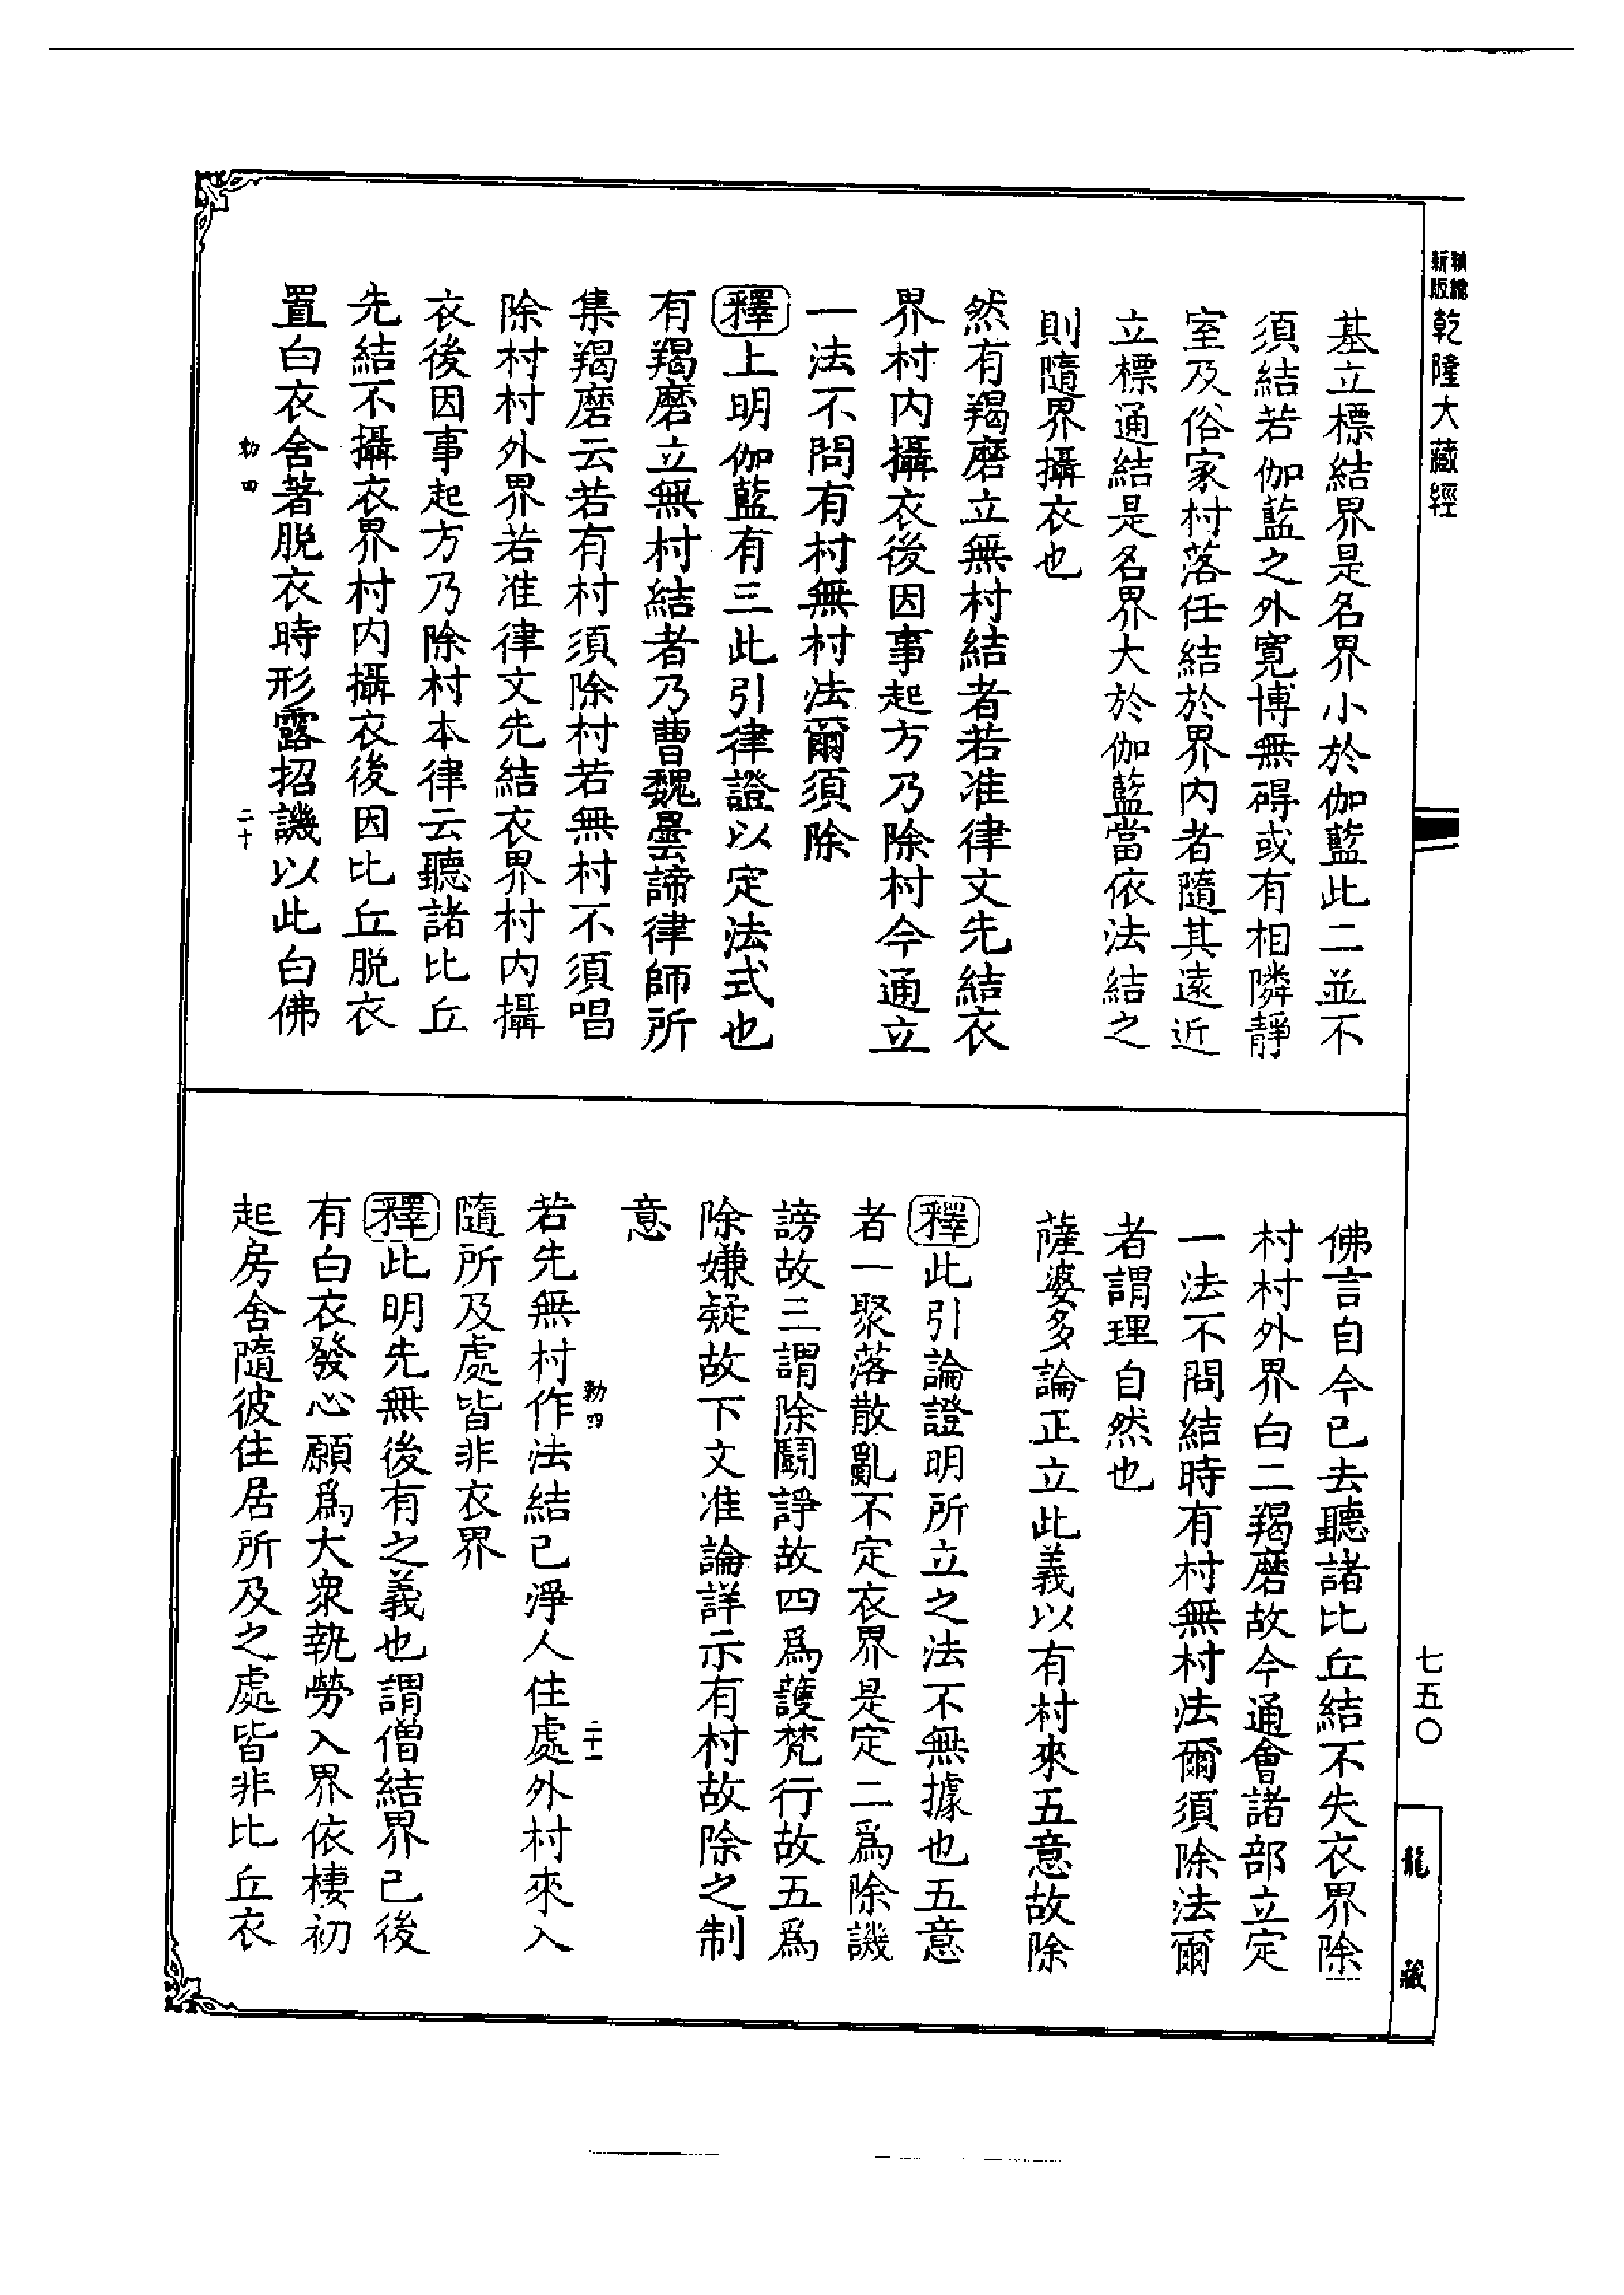 新版
乾隆大藏經
基立標結界是名界小於伽藍此二並不
須結若伽藍之外寬博無碍或有相隣靜
室及俗家村落任結於界内者隨其遠近
立標通結是名界大於伽藍當依法結之
則隨界攝衣也
然有羯磨立無村結者若准律文先結衣
界村内攝衣後因事起方乃除村今通立
一法不問有村無村法爾須除
釋上明伽藍有三此引律證以定法式也
有羯磨立無村結者乃曹魏曇諦律師所
集羯磨云若有村須除村若無村不須唱
除村村外界若准律文先結衣界村内攝
衣後因事起方乃除村本律云聽諸比丘
先結不攝衣界村内攝衣後因比丘脱衣
置白衣舍著脱衣時形露招譏以此白佛
勅四
二十
佛言自今已去聽諸比丘結不失衣界除
村村外界白二羯磨故今通會諸部立定
一法不問結時有村無村法爾須除法爾
者謂理自然也
薩婆多論正立此義以有村來五意故除
釋此引論證明所立之法不無據也五意
者一聚落散亂不定衣界是定二爲除譏
謗故三謂除鬪諍故四爲護梵行故五爲
除嫌疑故下文准論詳示有村故除之制
意
勅四
二十一
若先無村作法結已淨人住處外村來入
隨所及處皆非衣界
釋此明先無後有之義也謂僧結界已後
有白衣發心願爲大衆執勞入界依棲初
起房舍隨彼住居所及之處皆非比丘衣
七五〇
龍藏